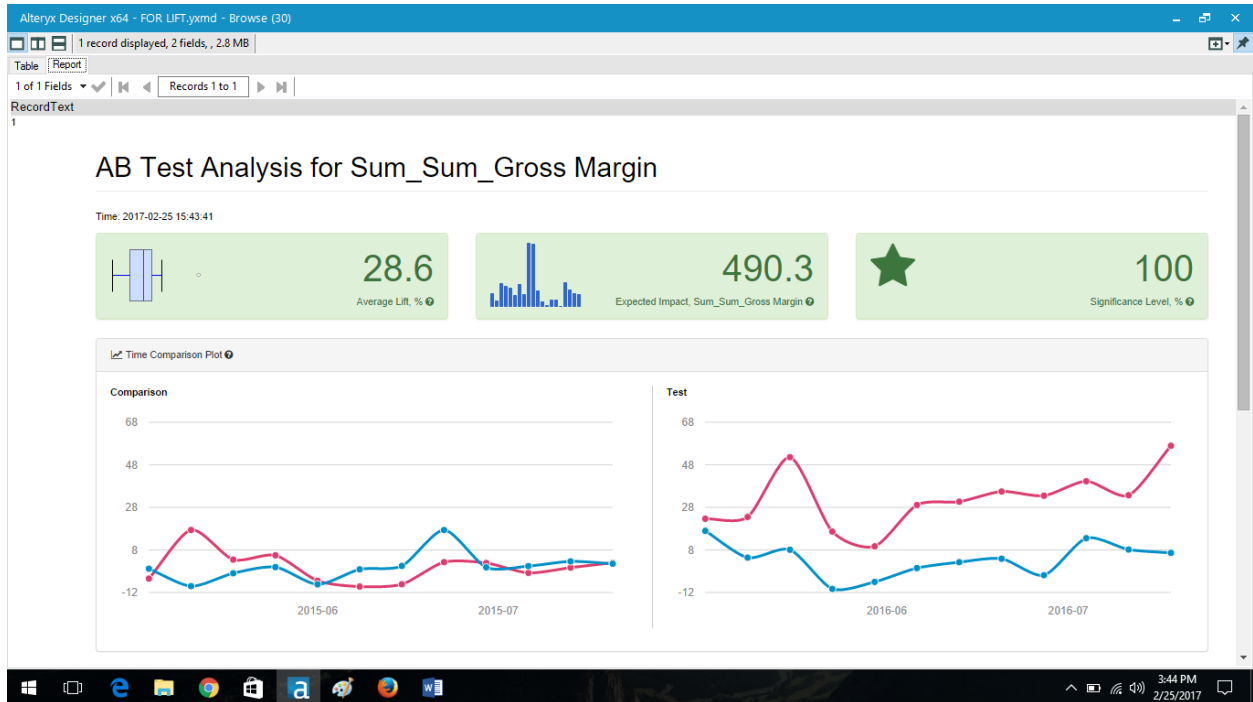 Alteryx Designer x64 - FOR LIFT.yxmd - Browse (30)
1 record displayed, 2 fields, , 2.8 MB
Table Report
1 of 1 Fields Records 1 to 1
RecordText
1
AB Test Analysis for Sum_Sum_Gross Margin
Time: 2017-02-25 15:43:41
28.6
Average Lift, %
490.3
Expected Impact, Sum_Sum_Gross Margin
100
Significance Level, %
Time Comparison Plot
Comparison
68
48
28
8
-12
2015-06 2015-07
Test
68
48
28
8
-12
2016-06 2016-07
3:44 PM
2/25/2017